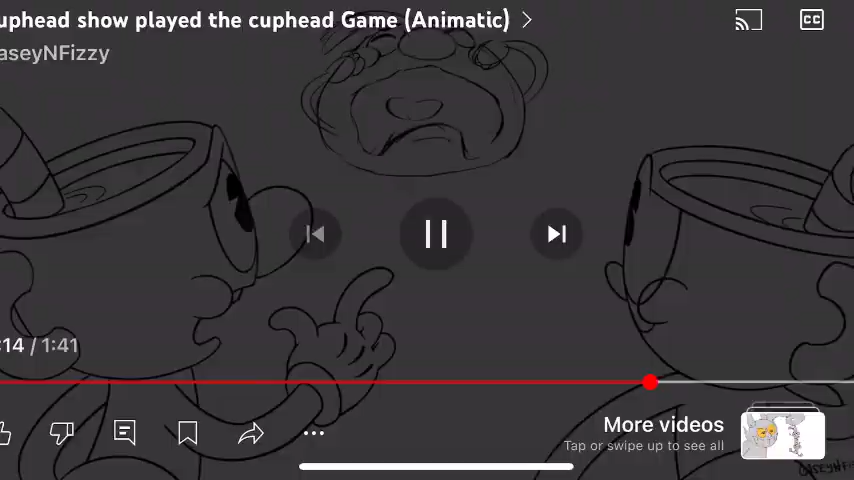 uphead show played the cuphead Game (Animatic)
CC
aseyNFizzy
:14 / 1:41
More videos
Tap or swipe up to see all